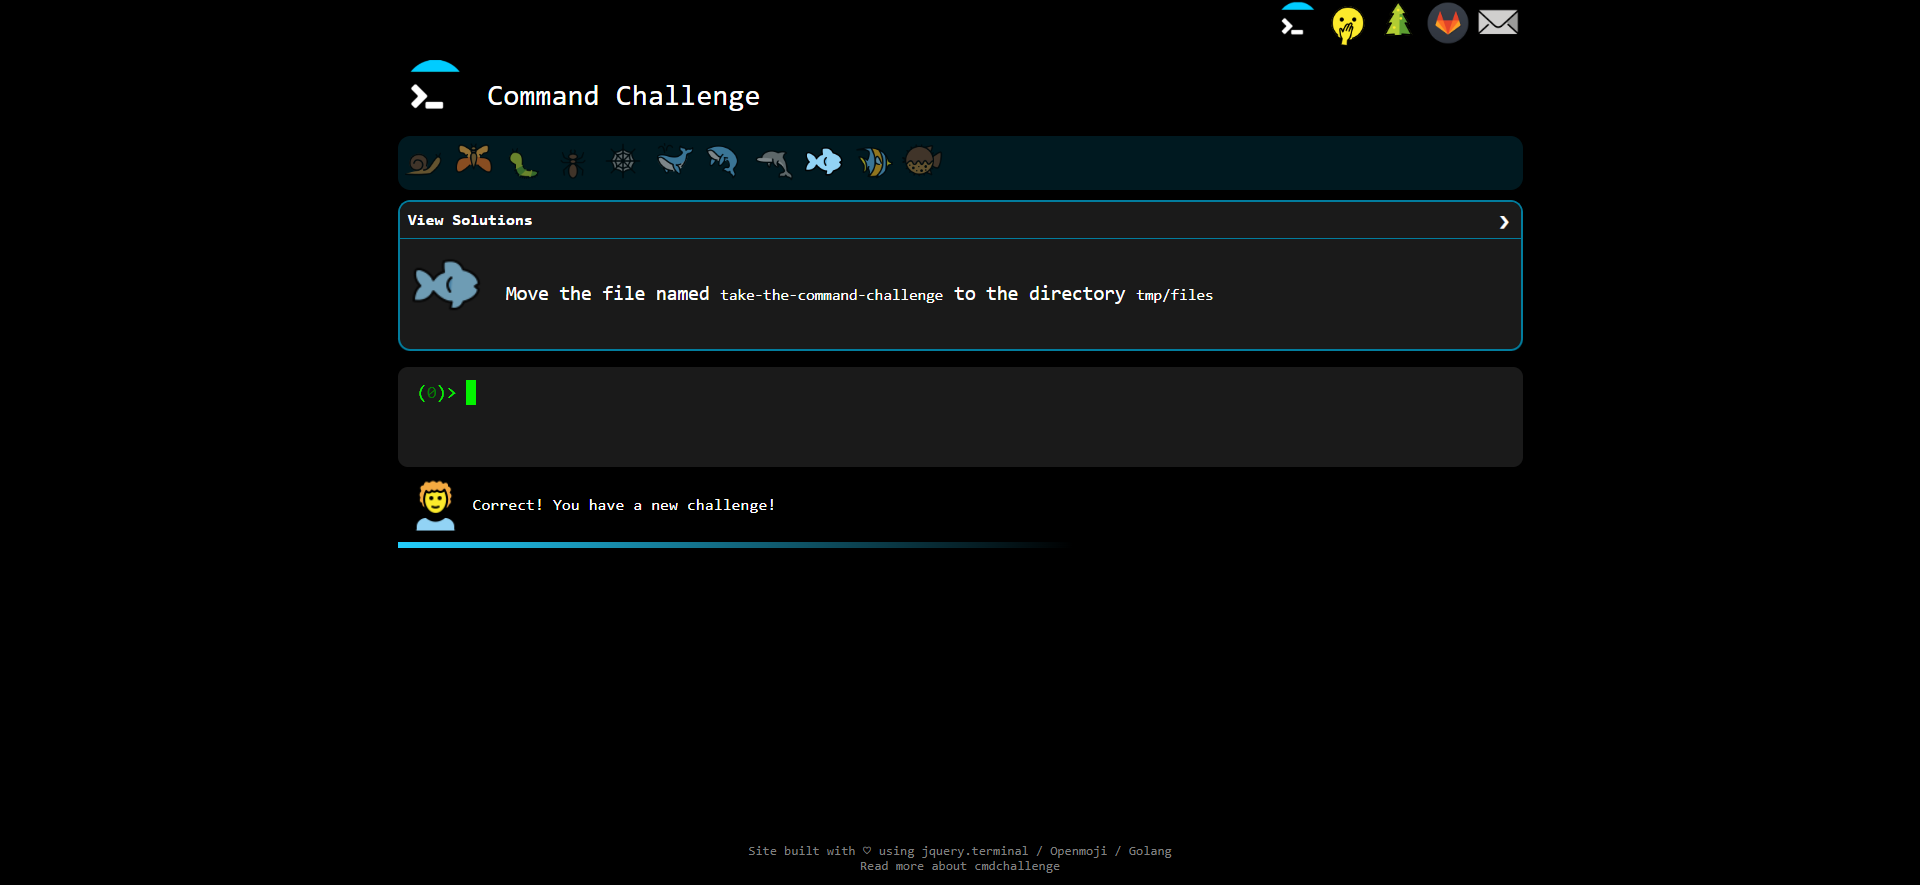 Command Challenge
View Solutions
Move the file named take-the-command-challenge to the directory tmp/files
(0)>
Correct! You have a new challenge!
Site built with ♡ using jquery.terminal / Openmoji / Golang
Read more about cmdchallenge